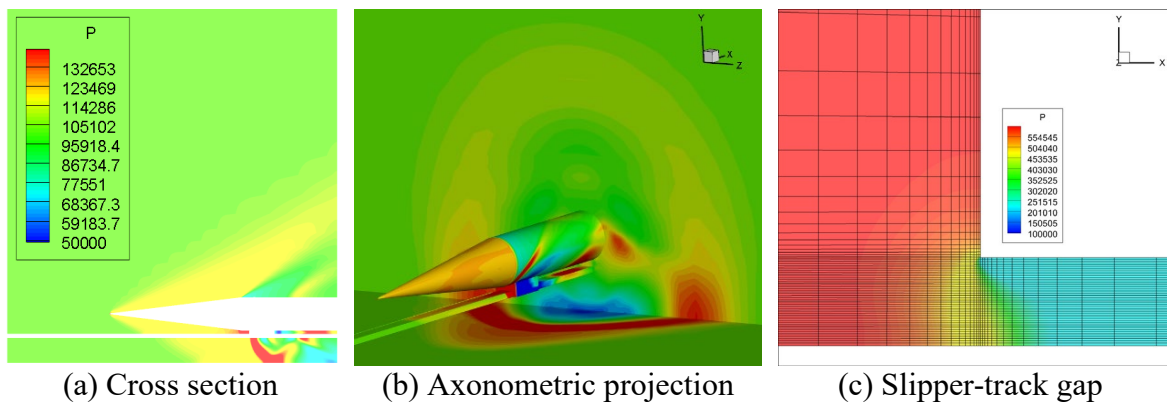 P
132653
123469
114286
105102
95918.4
86734.7
77551
68367.3
59183.7
50000
(a) Cross section
Y
X
Z
(b) Axonometric projection
Y
Z
X
P
554545
504040
453535
403030
352525
302020
252515
201010
150505
100000
(c) Slipper-track gap